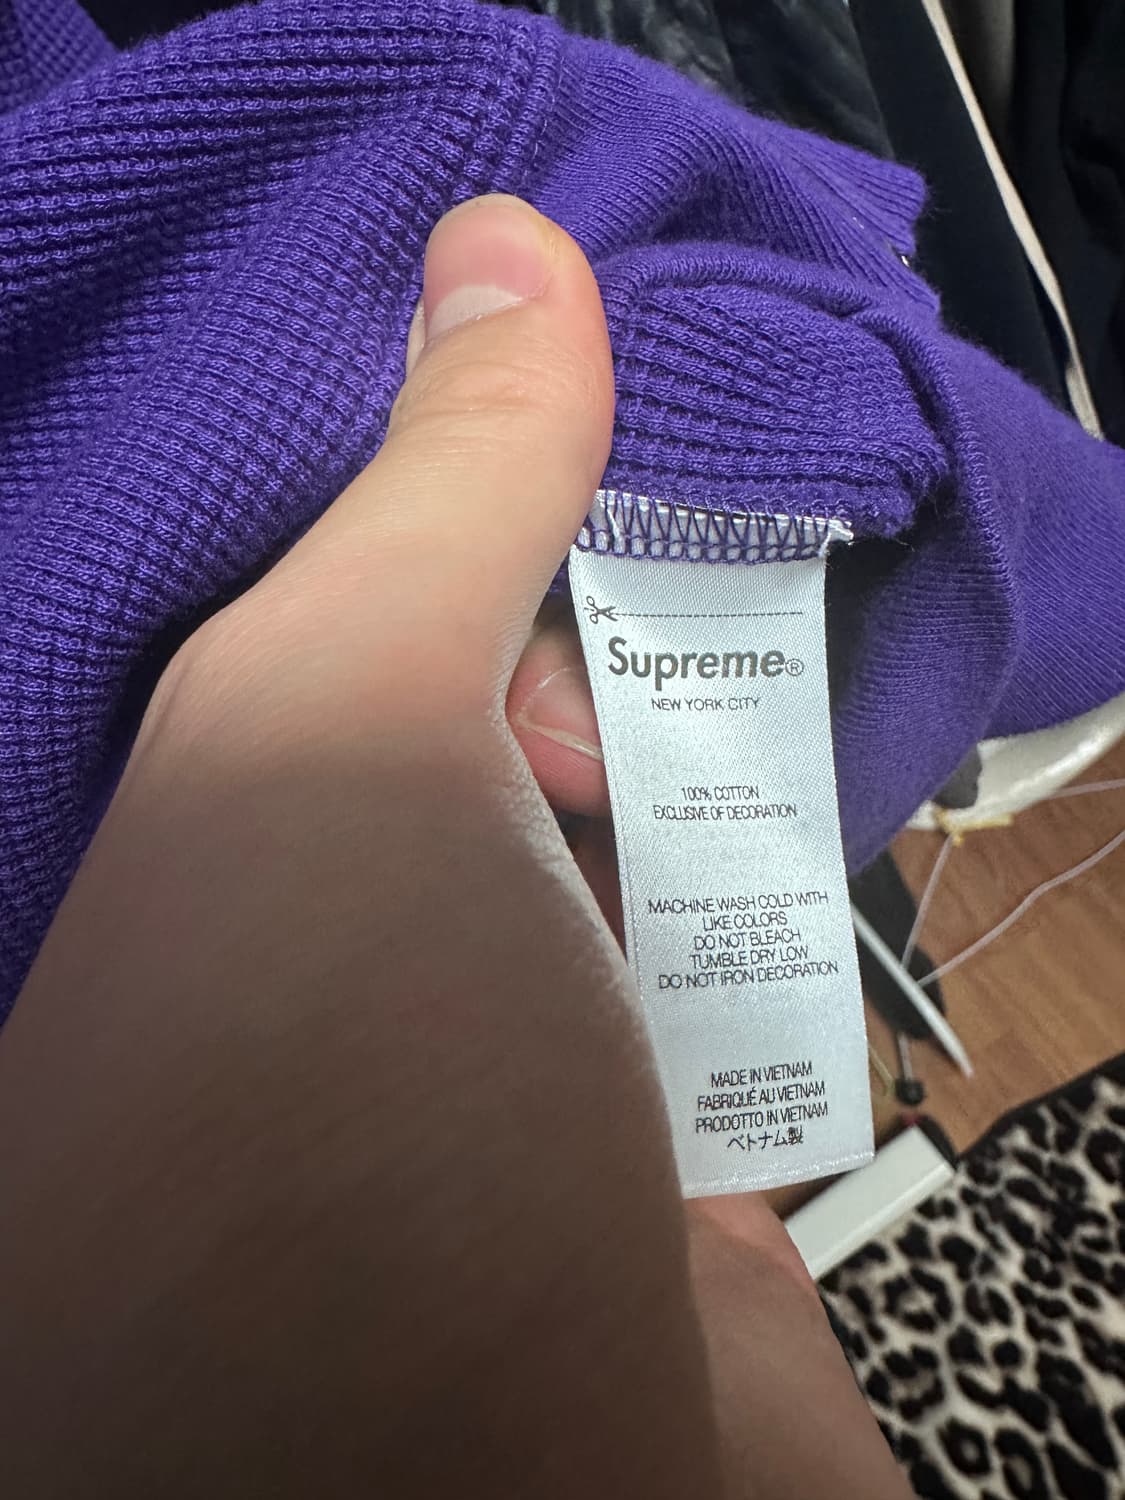 Supreme®
NEW YORK CITY
100% COTTON
EXCLUSIVE OF DECORATION
MACHINE WASH COLD WITH
LIKE COLORS
DO NOT BLEACH
TUMBLE DRY LOW
DO NOT IRON DECORATION
MADE IN VIETNAM
FABRIQUÉ AU VIETNAM
PRODOTTO IN VIETNAM
ベトナム製